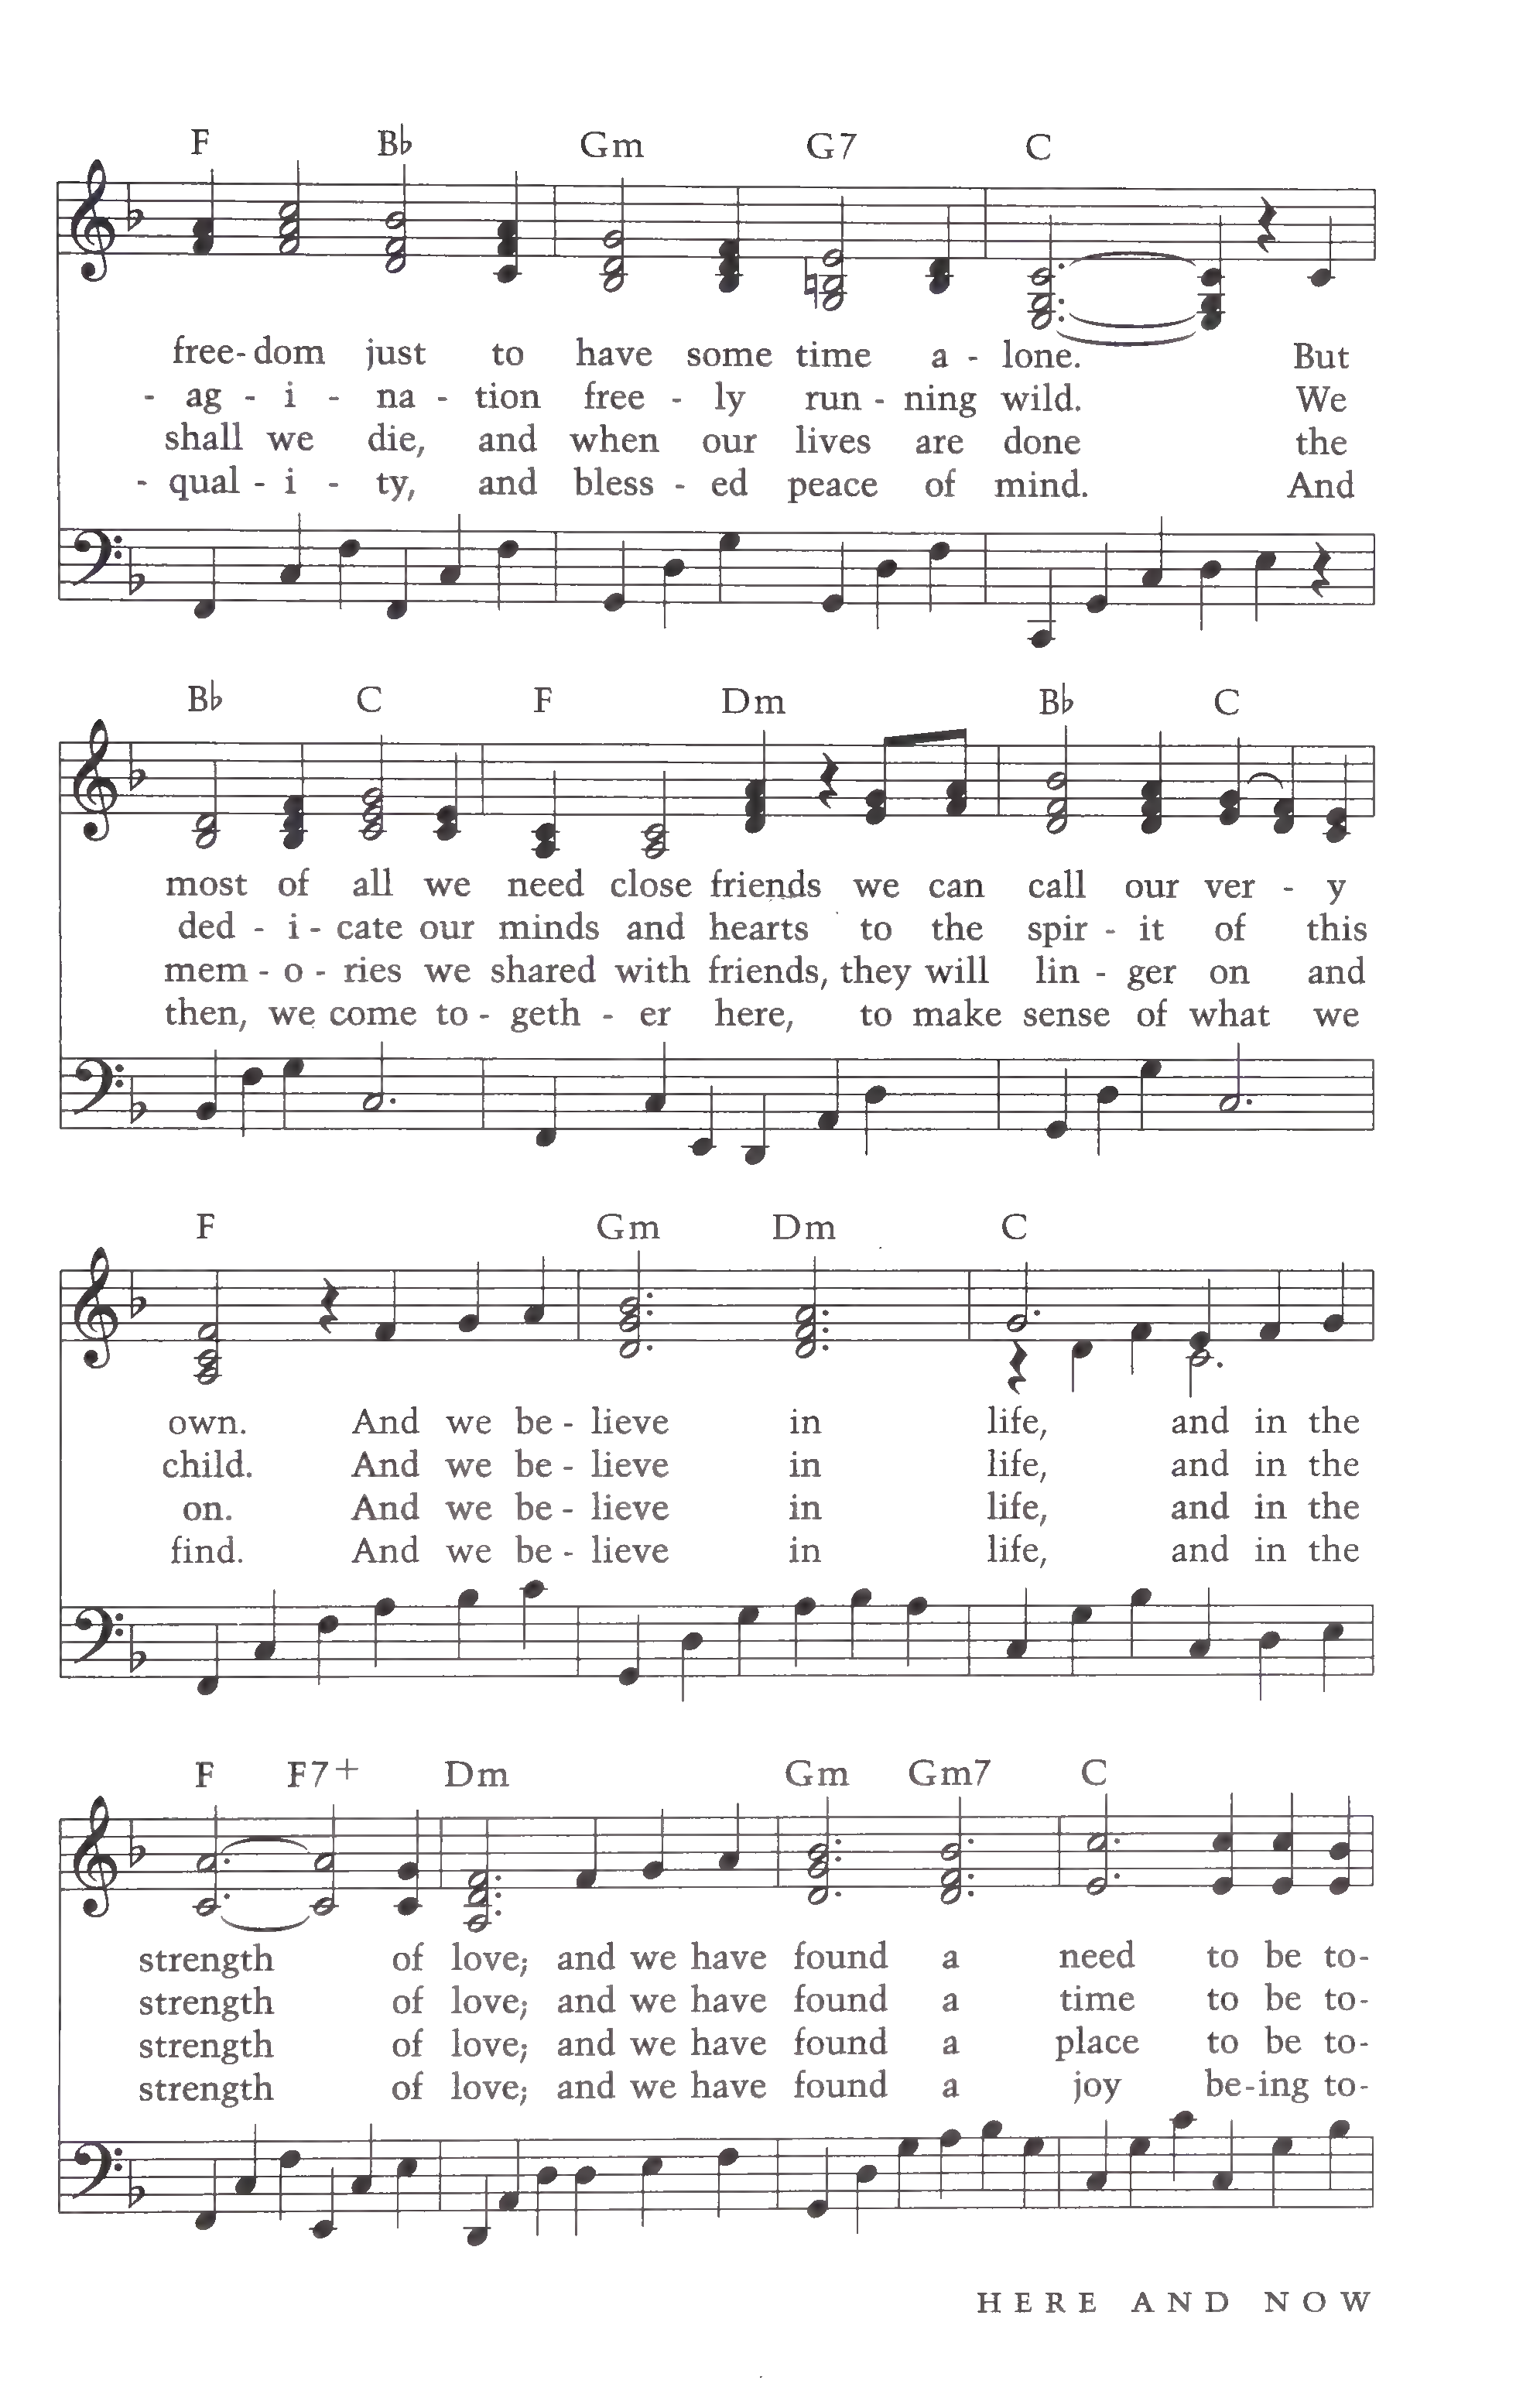 F B♭ Gm G7 C
free- dom just to have some time a - lone. But
- ag - i - na - tion free - ly run - ning wild. We
shall we die, and when our lives are done the
- qual - i - ty, and bless - ed peace of mind. And
B♭ C F Dm B♭ C
most of all we need close friends we can call our ver - y
ded - i - cate our minds and hearts to the spir - it of this
mem - o - ries we shared with friends, they will lin - ger on and
then, we come to - geth - er here, to make sense of what we
F Gm Dm C
own. And we be - lieve in life, and in the
child. And we be - lieve in life, and in the
on. And we be - lieve in life, and in the
find. And we be - lieve in life, and in the
F F7+ Dm Gm Gm7 C
strength of love; and we have found a need to be to-
strength of love; and we have found a time to be to-
strength of love; and we have found a place to be to-
strength of love; and we have found a joy be-ing to-
HERE AND NOW